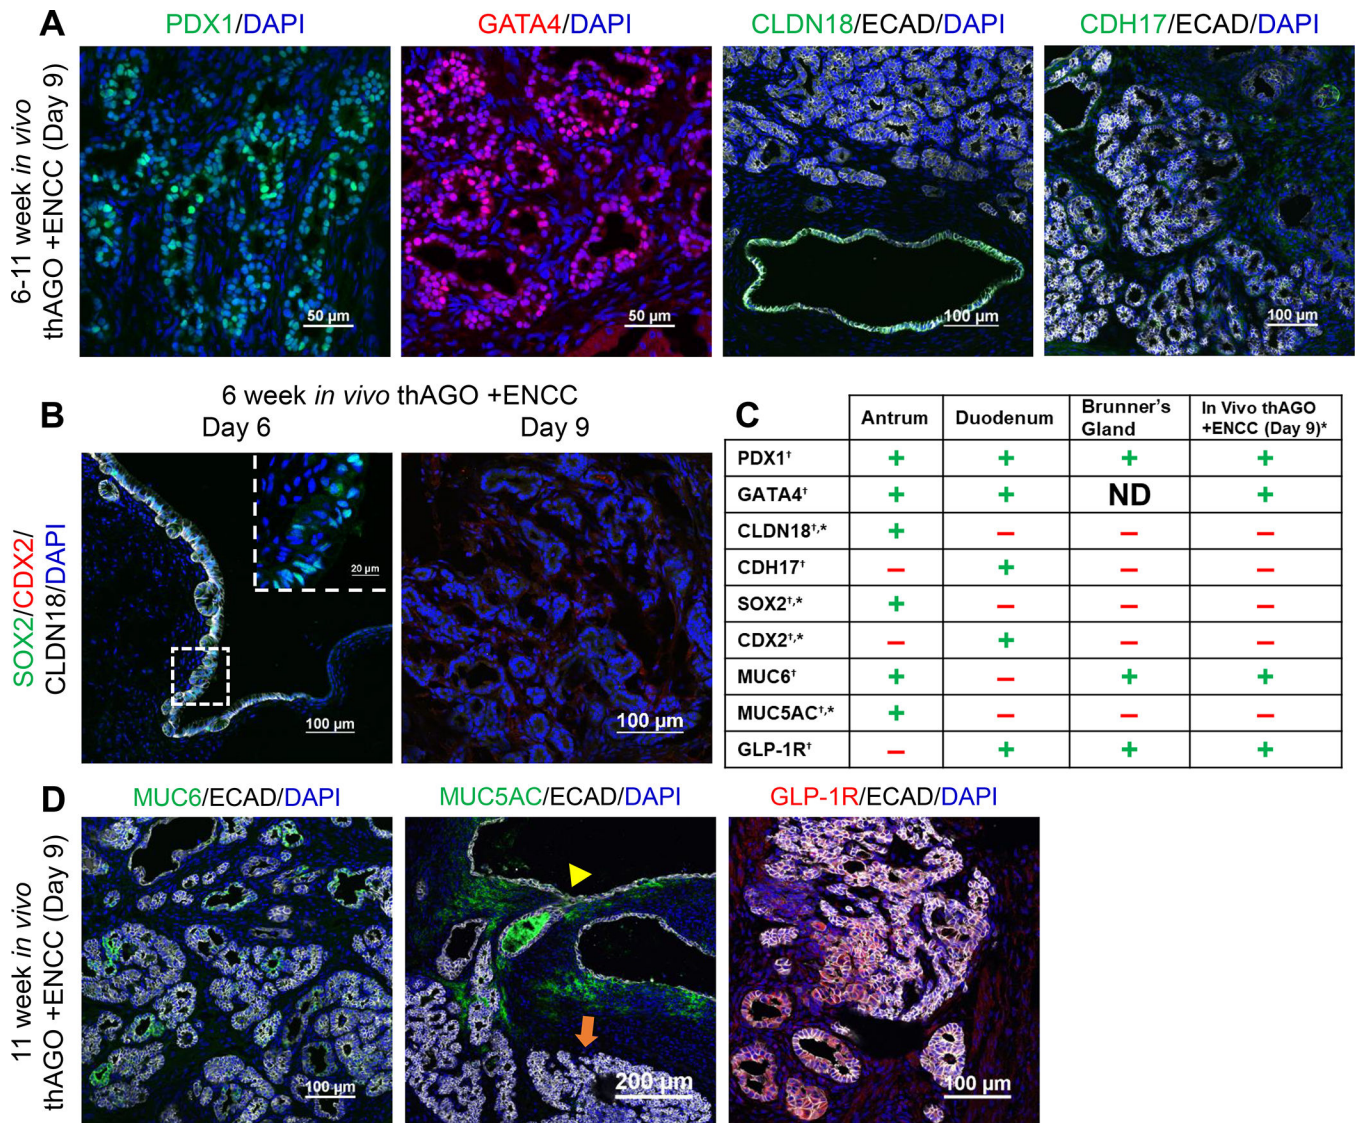 A
PDX1/DAPI
GATA4/DAPI
CLDN18/ECAD/DAPI
CDH17/ECAD/DAPI
6-11 week in vivo
thAGO +ENCC (Day 9)
50 µm
50 µm
100 µm
100 µm
B
6 week in vivo thAGO +ENCC
Day 6
Day 9
SOX2/CDX2/
CLDN18/DAPI
20 µm
100 µm
100 µm
C
Antrum
Duodenum
Brunner's
Gland
In Vivo thAGO
+ENCC (Day 9)*
PDX1† + + + +
GATA4† + + ND +
CLDN18†,* + − − −
CDH17† − + − −
SOX2†,* + − − −
CDX2†,* − + − −
MUC6† + − + +
MUC5AC†,* + − − −
GLP-1R† − + + +
D
MUC6/ECAD/DAPI
MUC5AC/ECAD/DAPI
GLP-1R/ECAD/DAPI
11 week in vivo
thAGO +ENCC (Day 9)
100 µm
200 µm
100 µm